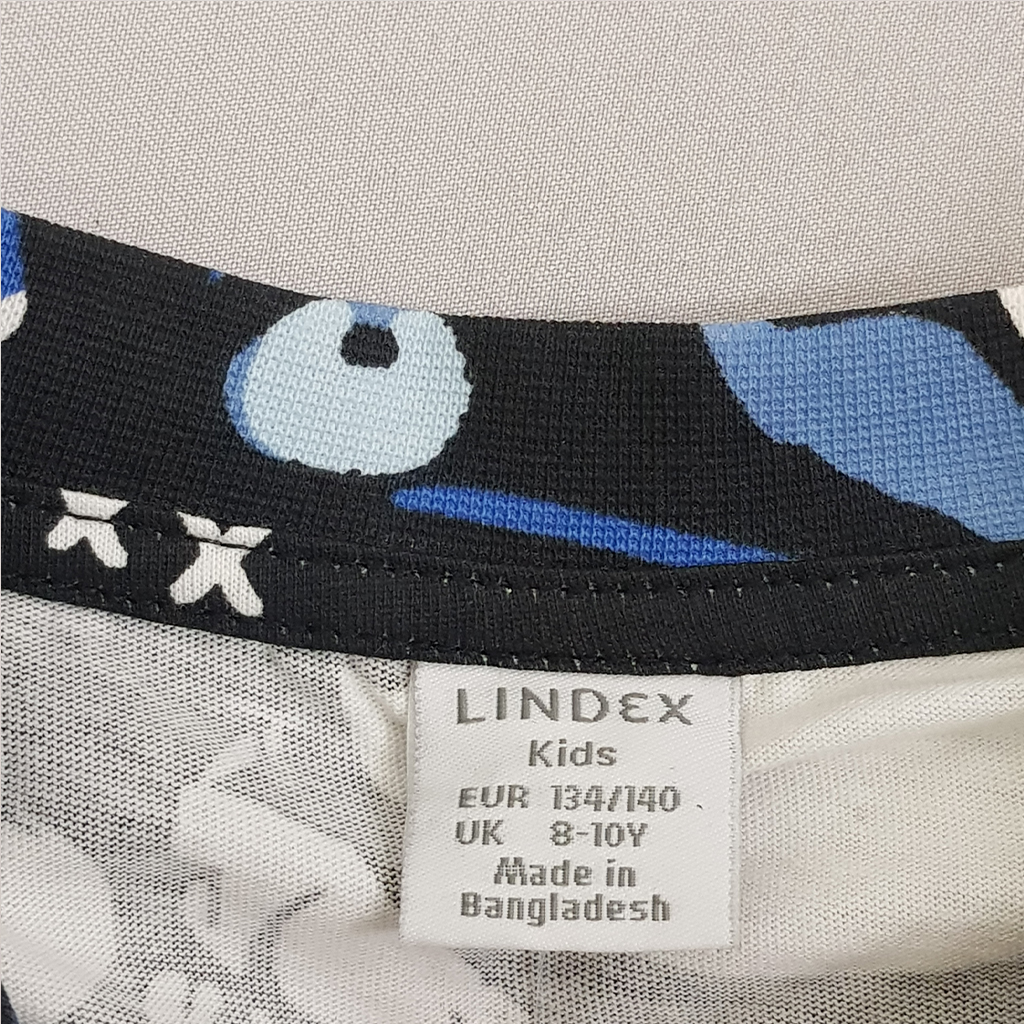 LINDEX
Kids
EUR 134/140
UK 8-10Y
Made in
Bangladesh